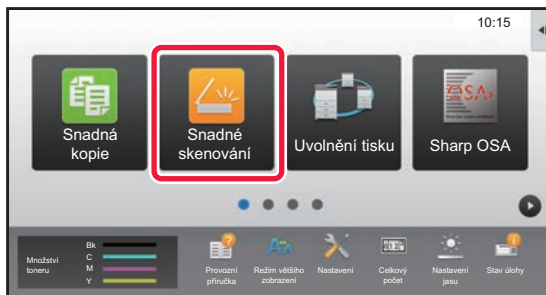 10:15
Snadná
kopie
Snadné
skenování
Uvolnění tisku
Sharp OSA
Množství
toneru
Bk
C
M
Y
Provozní
příručka
Režim většího
zobrazení
Nastavení
Celkový
počet
Nastavení
jasu
Stav úlohy